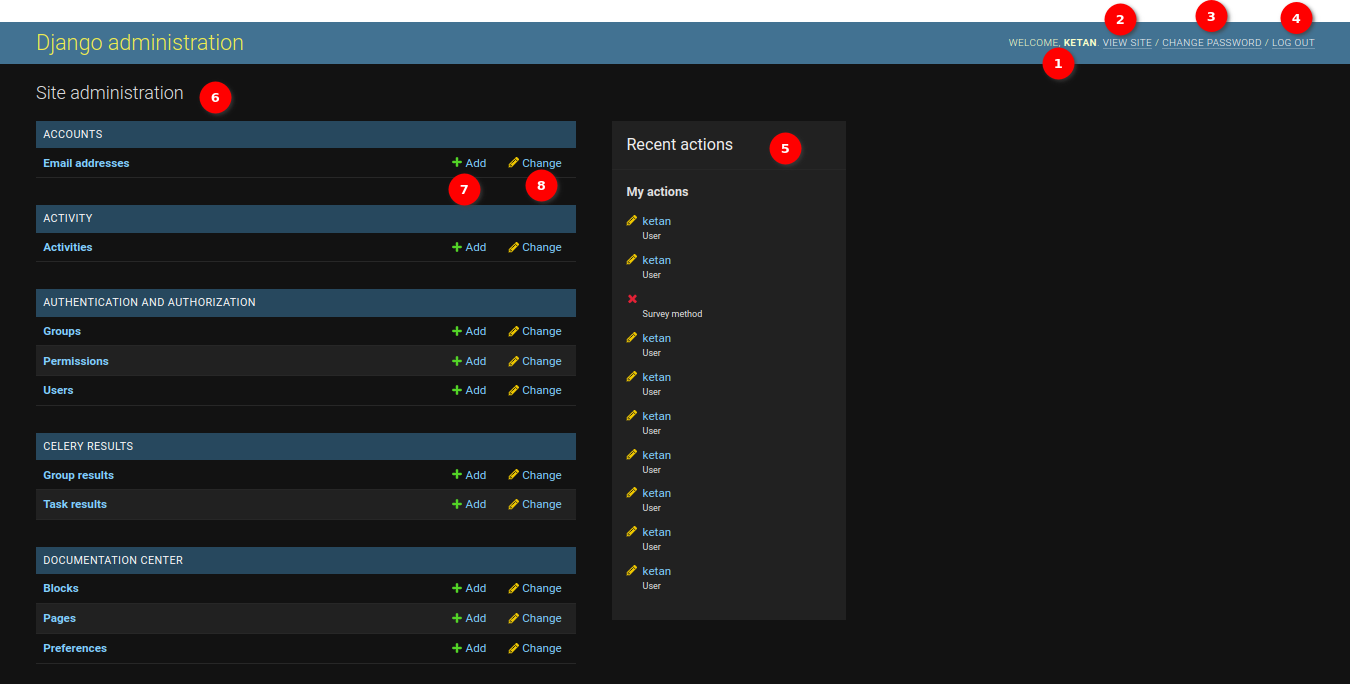 2 3 4
Django administration WELCOME, KETAN. VIEW SITE / CHANGE PASSWORD / LOG OUT
1
Site administration 6
ACCOUNTS
Email addresses Add Change
7 8
ACTIVITY
Activities Add Change
AUTHENTICATION AND AUTHORIZATION
Groups Add Change
Permissions Add Change
Users Add Change
CELERY RESULTS
Group results Add Change
Task results Add Change
DOCUMENTATION CENTER
Blocks Add Change
Pages Add Change
Preferences Add Change
Recent actions 5
My actions
ketan
User
ketan
User
Survey method
ketan
User
ketan
User
ketan
User
ketan
User
ketan
User
ketan
User
ketan
User